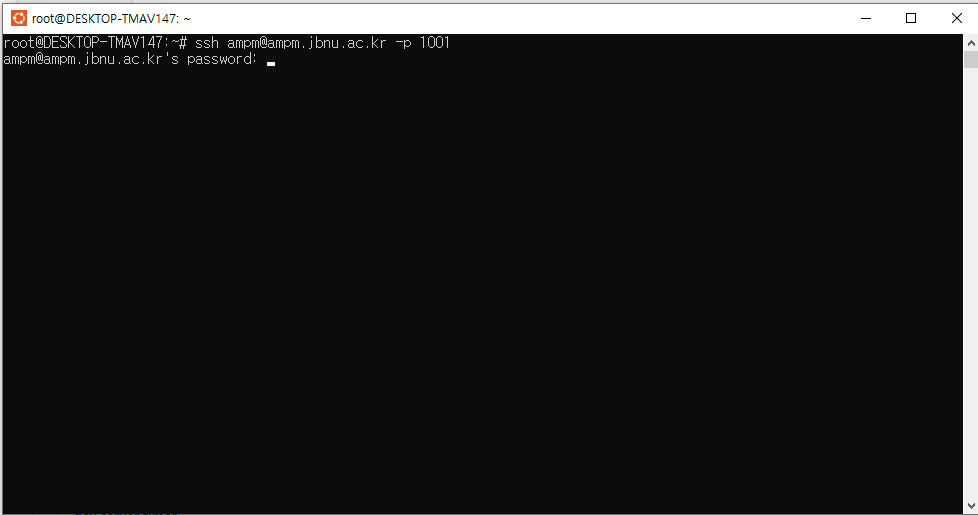 root@DESKTOP-TMAV147: ~
root@DESKTOP-TMAV147:~# ssh ampm@ampm.jbnu.ac.kr -p 1001
ampm@ampm.jbnu.ac.kr's password: